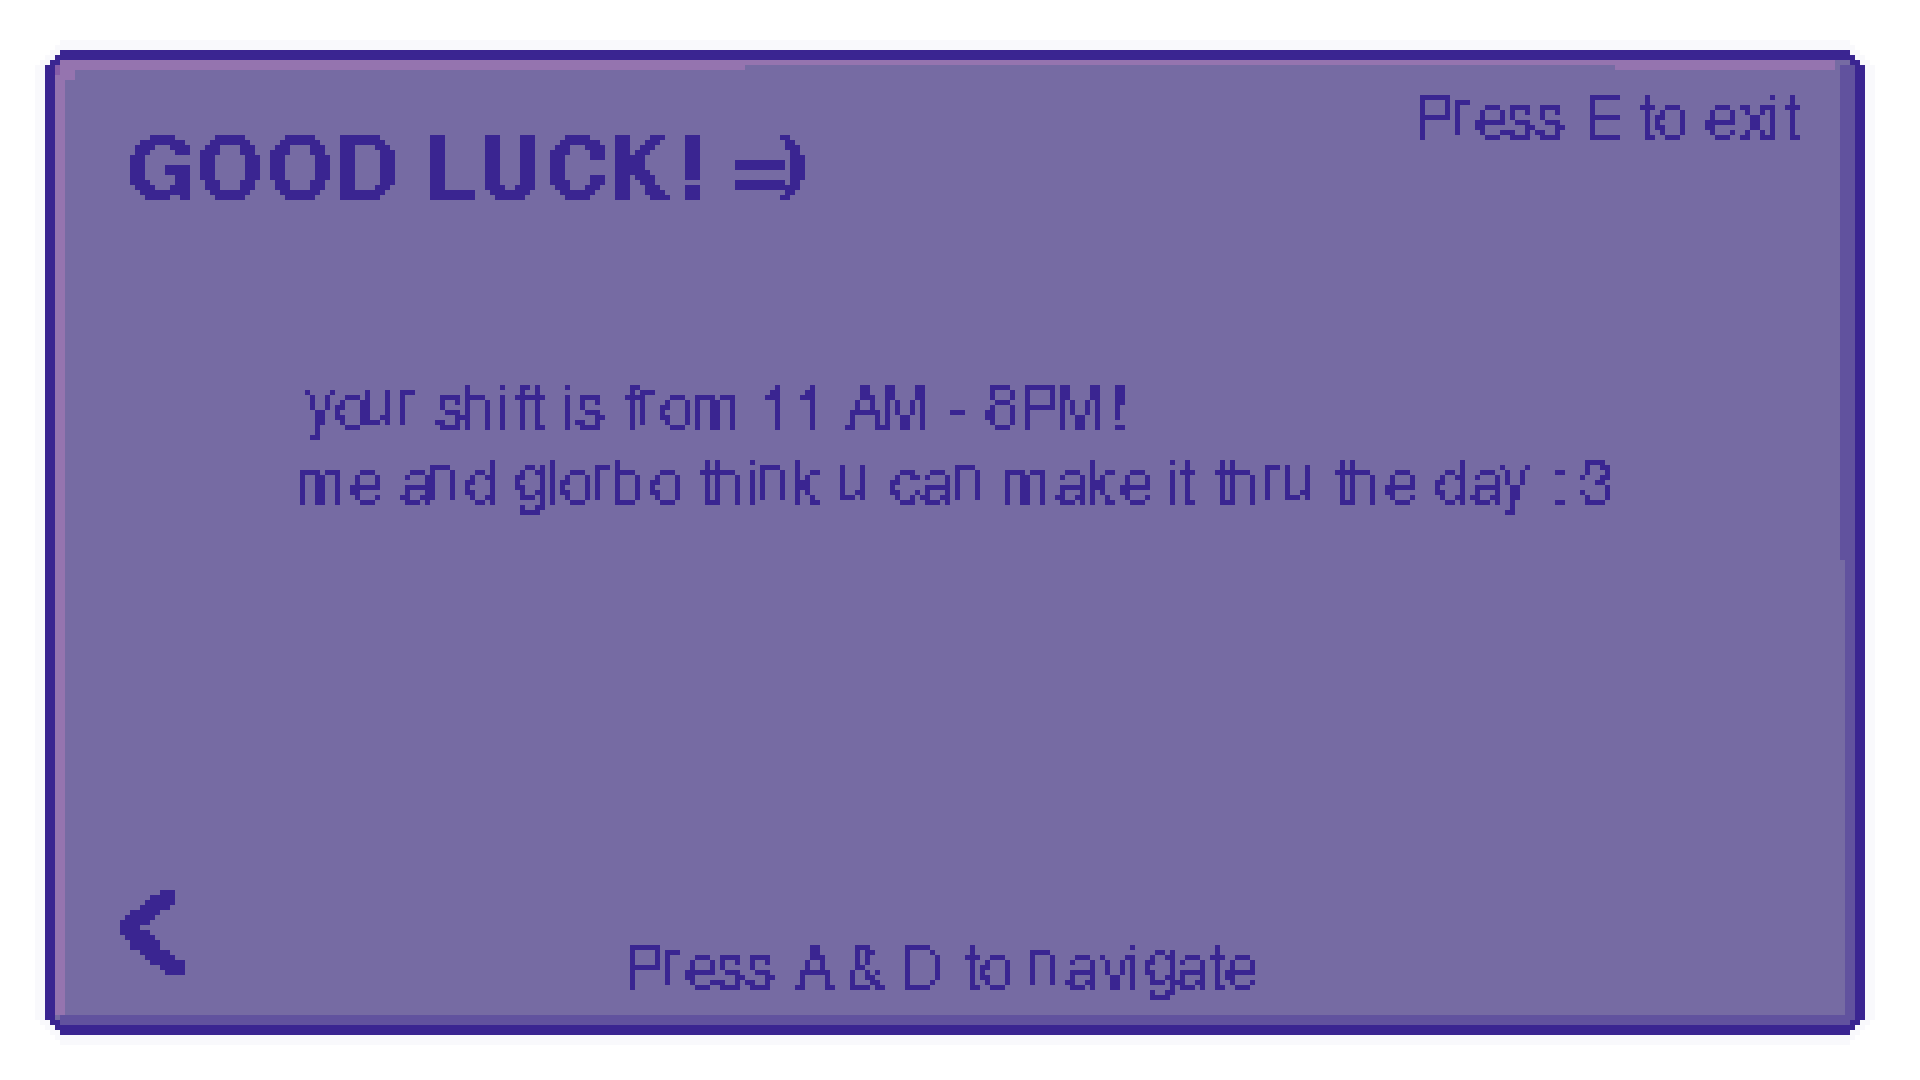 Press E to exit
GOOD LUCK! =)
your shift is from 11 AM - 8PM!
me and glorbo think u can make it thru the day :3
<
Press A & D to navigate